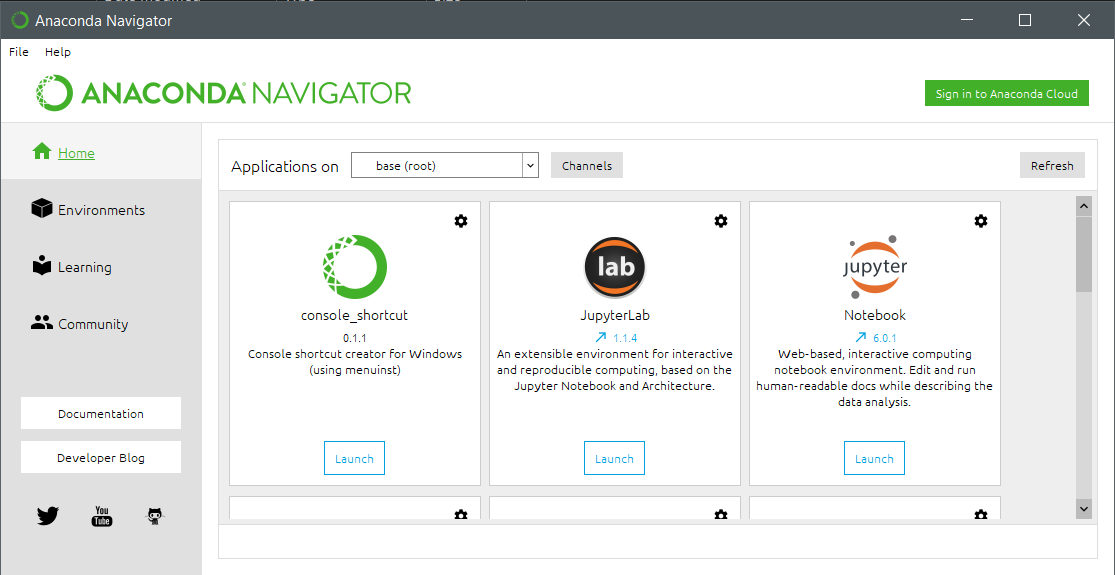 Anaconda Navigator
File Help
ANACONDA NAVIGATOR
Sign in to Anaconda Cloud
Home
Environments
Learning
Community
Documentation
Developer Blog
You
Tube
Applications on base (root) Channels Refresh
console_shortcut
0.1.1
Console shortcut creator for Windows
(using menuinst)
Launch
lab
JupyterLab
1.1.4
An extensible environment for interactive
and reproducible computing, based on the
Jupyter Notebook and Architecture.
Launch
jupyter
Notebook
6.0.1
Web-based, interactive computing
notebook environment. Edit and run
human-readable docs while describing the
data analysis.
Launch